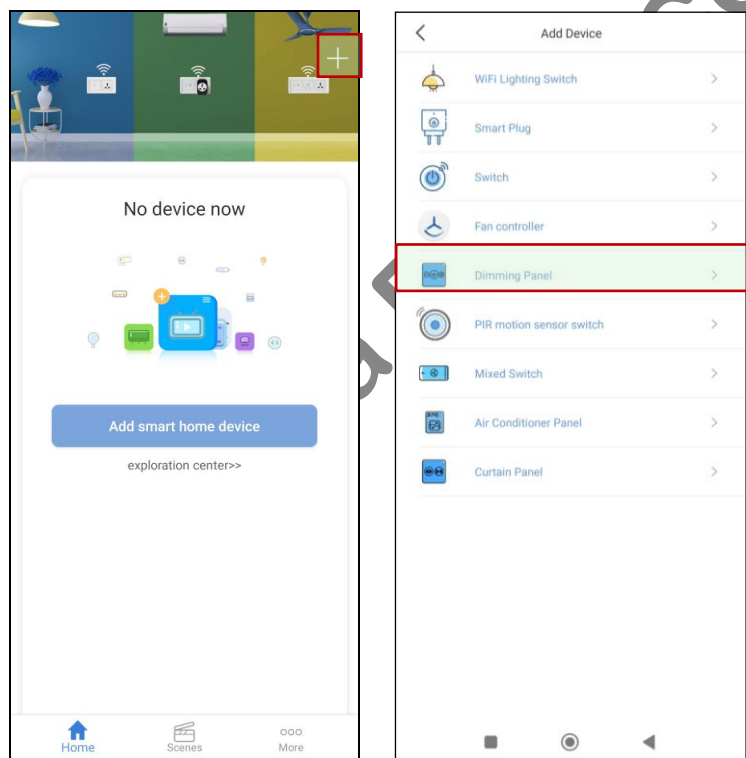 No device now
Add smart home device
exploration center>>
Home
Scenes
More
Add Device
WiFi Lighting Switch
Smart Plug
Switch
Fan controller
Dimming Panel
PIR motion sensor switch
Mixed Switch
Air Conditioner Panel
Curtain Panel